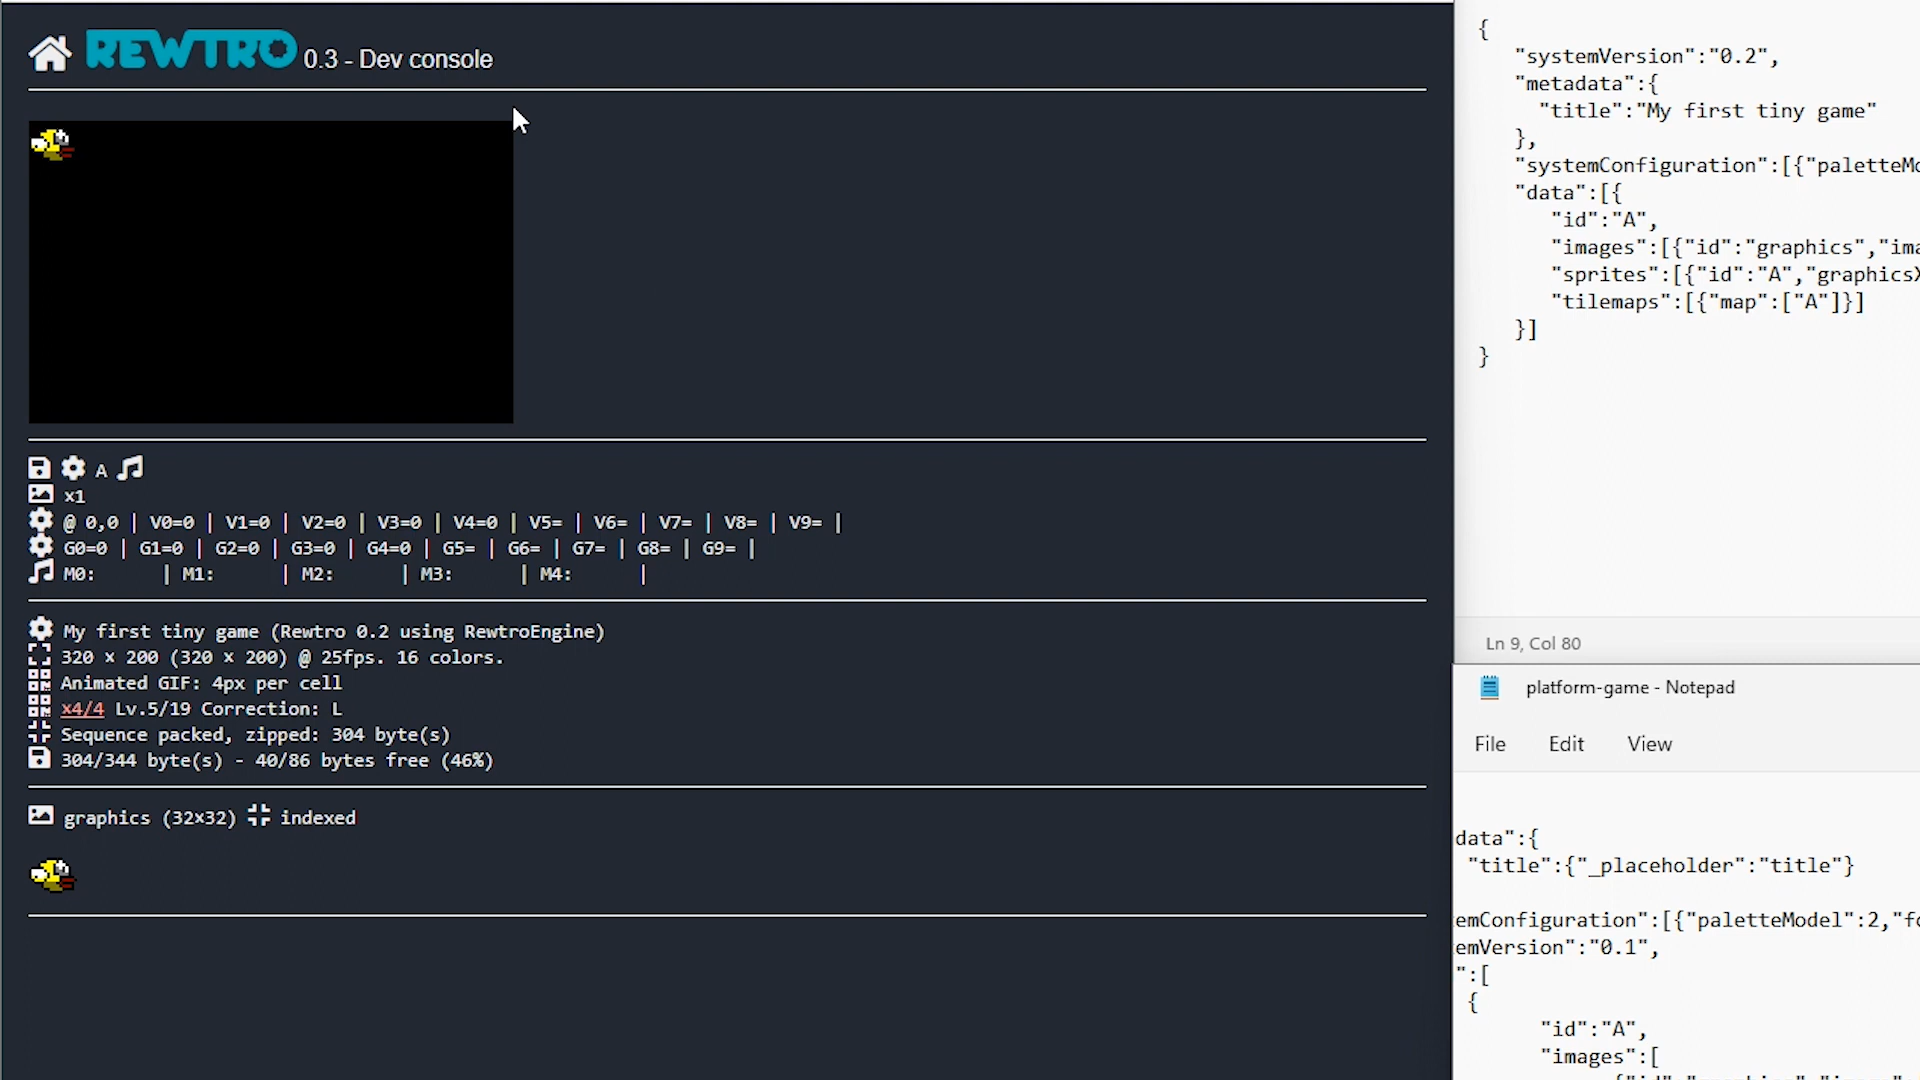 REWTRO 0.3 - Dev console
A
x1
@ 0,0 | V0=0 | V1=0 | V2=0 | V3=0 | V4=0 | V5= | V6= | V7= | V8= | V9= |
G0=0 | G1=0 | G2=0 | G3=0 | G4=0 | G5= | G6= | G7= | G8= | G9= |
M0: | M1: | M2: | M3: | M4: |
My first tiny game (Rewtro 0.2 using RewtroEngine)
320 x 200 (320 x 200) @ 25fps. 16 colors.
Animated GIF: 4px per cell
x4/4 Lv.5/19 Correction: L
Sequence packed, zipped: 304 byte(s)
304/344 byte(s) - 40/86 bytes free (46%)
graphics (32x32) indexed
{
"systemVersion":"0.2",
"metadata":{
"title":"My first tiny game"
},
"systemConfiguration":[{"paletteMo
"data":[{
"id":"A",
"images":[{"id":"graphics","ima
"sprites":[{"id":"A","graphicsX
"tilemaps":[{"map":["A"]}]
}]
}
Ln 9, Col 80
platform-game - Notepad
File Edit View
data":{
"title":{"_placeholder":"title"}
emConfiguration":[{"paletteModel":2,"fo
emVersion":"0.1",
":[
{
"id":"A",
"images":[